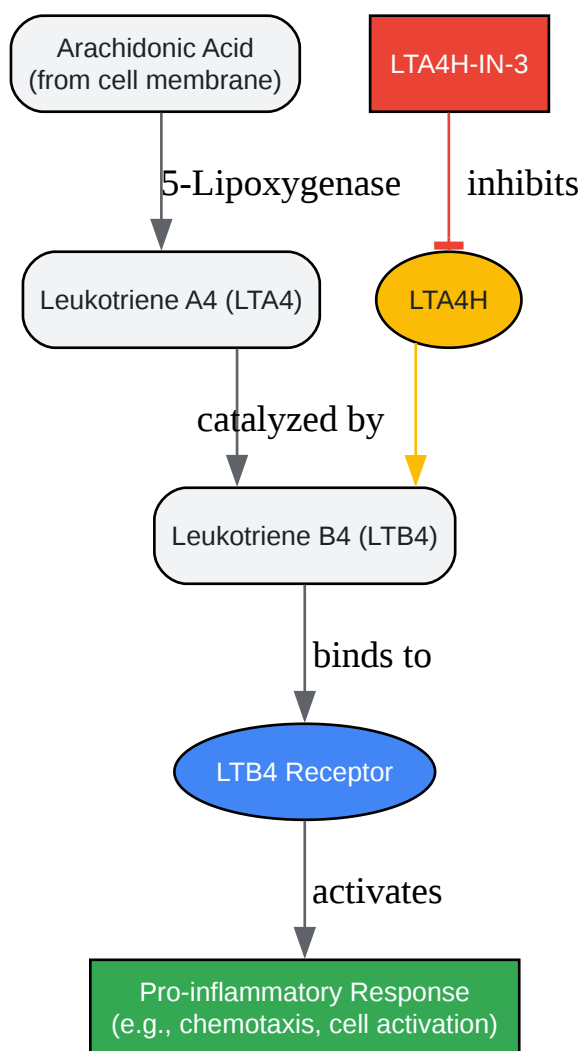 Arachidonic Acid
(from cell membrane)
LTA4H-IN-3
5-Lipoxygenase
inhibits
Leukotriene A4 (LTA4)
LTA4H
catalyzed by
Leukotriene B4 (LTB4)
binds to
LTB4 Receptor
activates
Pro-inflammatory Response
(e.g., chemotaxis, cell activation)